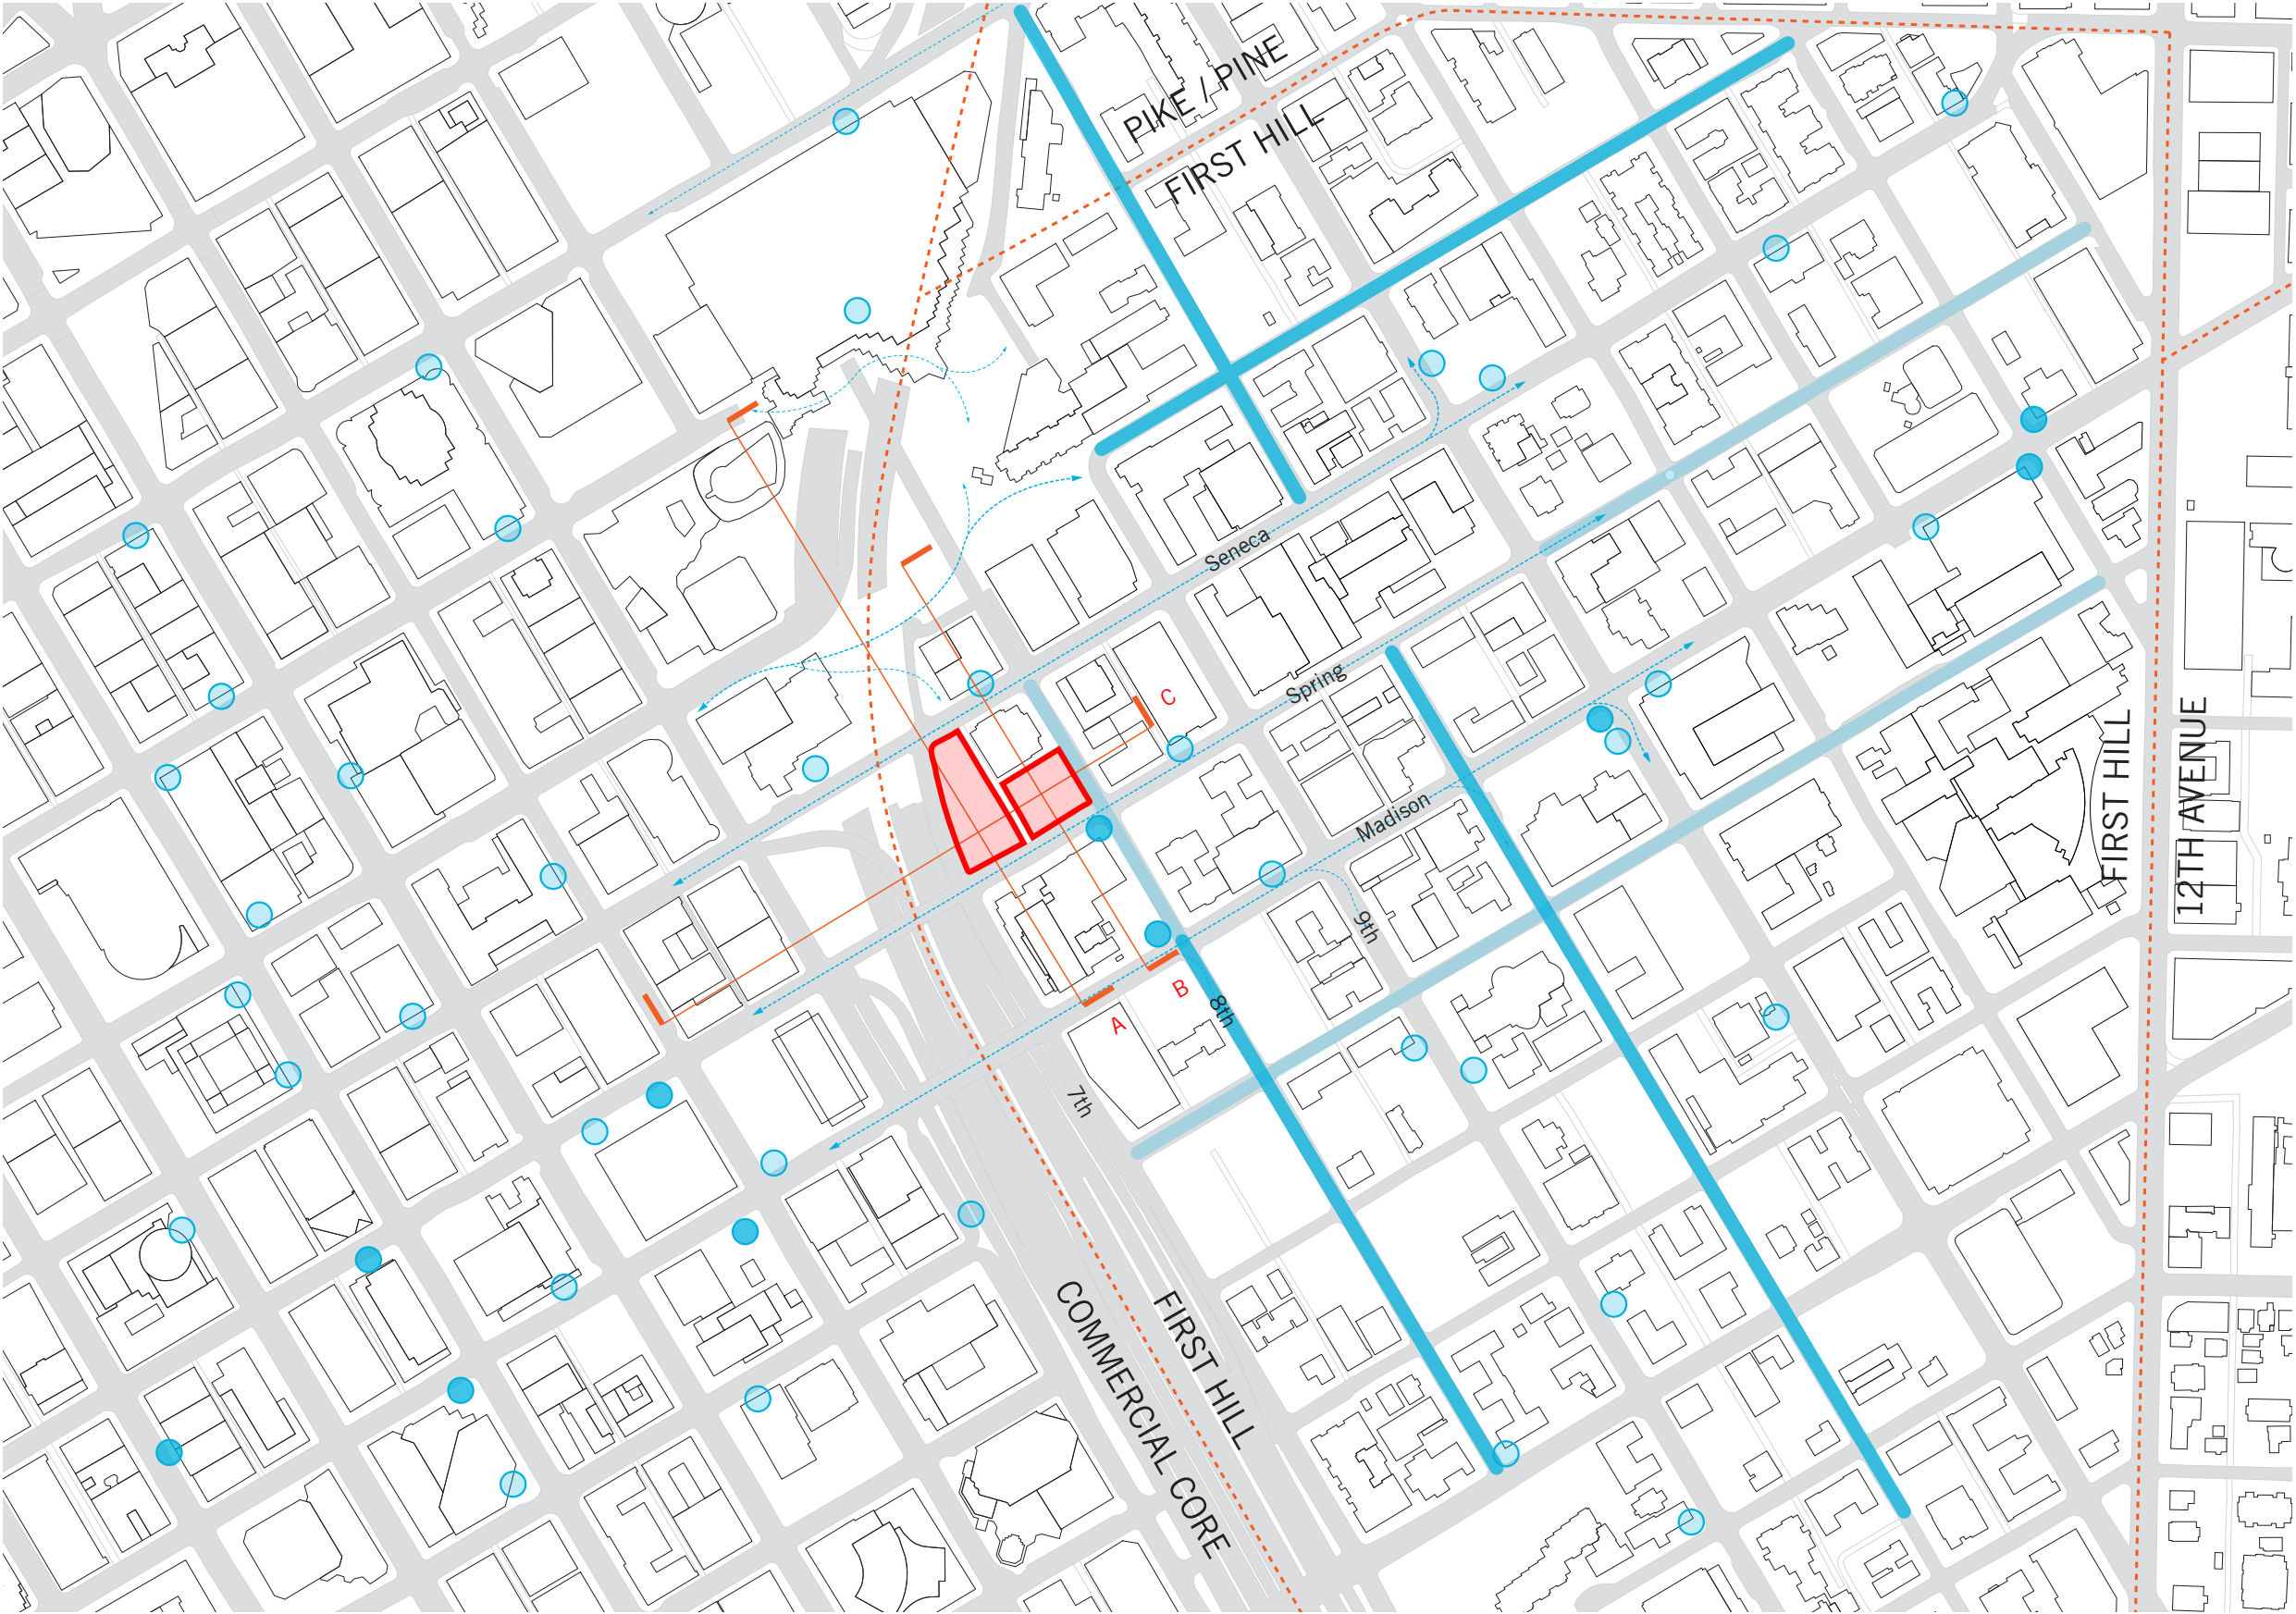 PIKE / PINE
FIRST HILL
Seneca
Spring
C
Madison
9th
B
8th
A
7th
FIRST HILL
12TH AVENUE
COMMERCIAL CORE
FIRST HILL